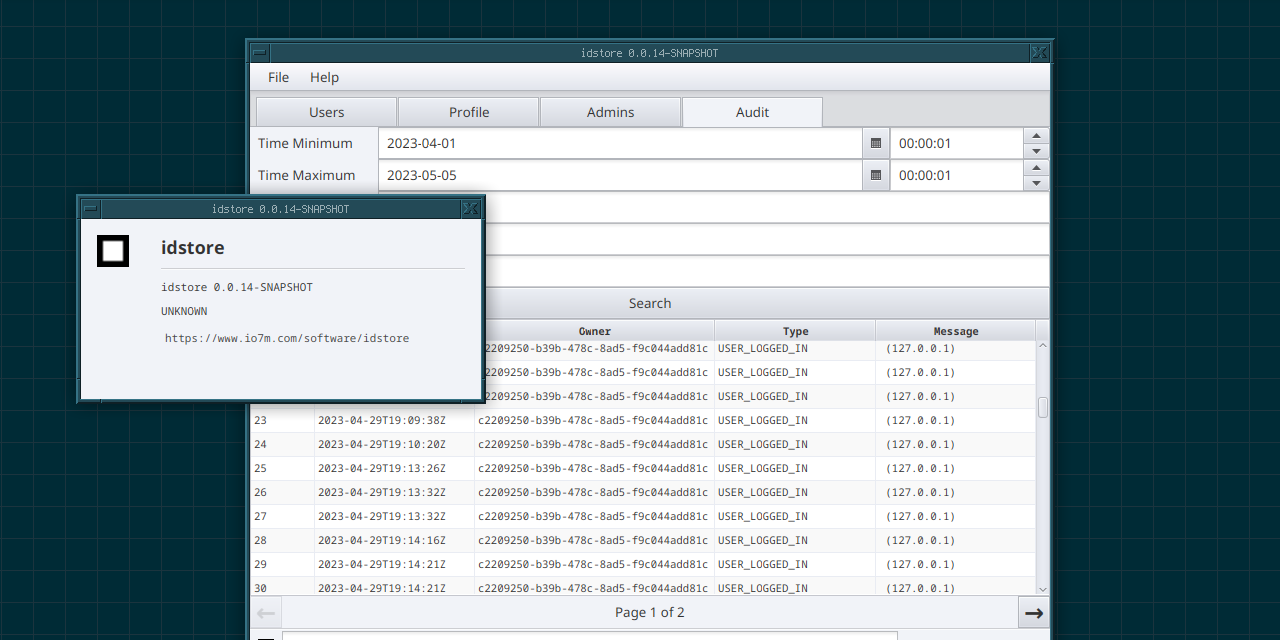 idstore 0.0.14-SNAPSHOT
File Help
Users Profile Admins Audit
Time Minimum 2023-04-01 00:00:01
Time Maximum 2023-05-05 00:00:01
idstore 0.0.14-SNAPSHOT
idstore
idstore 0.0.14-SNAPSHOT
UNKNOWN
https://www.io7m.com/software/idstore
Search
Owner Type Message
c2209250-b39b-478c-8ad5-f9c044add81c USER_LOGGED_IN (127.0.0.1)
c2209250-b39b-478c-8ad5-f9c044add81c USER_LOGGED_IN (127.0.0.1)
c2209250-b39b-478c-8ad5-f9c044add81c USER_LOGGED_IN (127.0.0.1)
23 2023-04-29T19:09:38Z c2209250-b39b-478c-8ad5-f9c044add81c USER_LOGGED_IN (127.0.0.1)
24 2023-04-29T19:10:20Z c2209250-b39b-478c-8ad5-f9c044add81c USER_LOGGED_IN (127.0.0.1)
25 2023-04-29T19:13:26Z c2209250-b39b-478c-8ad5-f9c044add81c USER_LOGGED_IN (127.0.0.1)
26 2023-04-29T19:13:32Z c2209250-b39b-478c-8ad5-f9c044add81c USER_LOGGED_IN (127.0.0.1)
27 2023-04-29T19:13:32Z c2209250-b39b-478c-8ad5-f9c044add81c USER_LOGGED_IN (127.0.0.1)
28 2023-04-29T19:14:16Z c2209250-b39b-478c-8ad5-f9c044add81c USER_LOGGED_IN (127.0.0.1)
29 2023-04-29T19:14:21Z c2209250-b39b-478c-8ad5-f9c044add81c USER_LOGGED_IN (127.0.0.1)
30 2023-04-29T19:14:21Z c2209250-b39b-478c-8ad5-f9c044add81c USER_LOGGED_IN (127.0.0.1)
Page 1 of 2